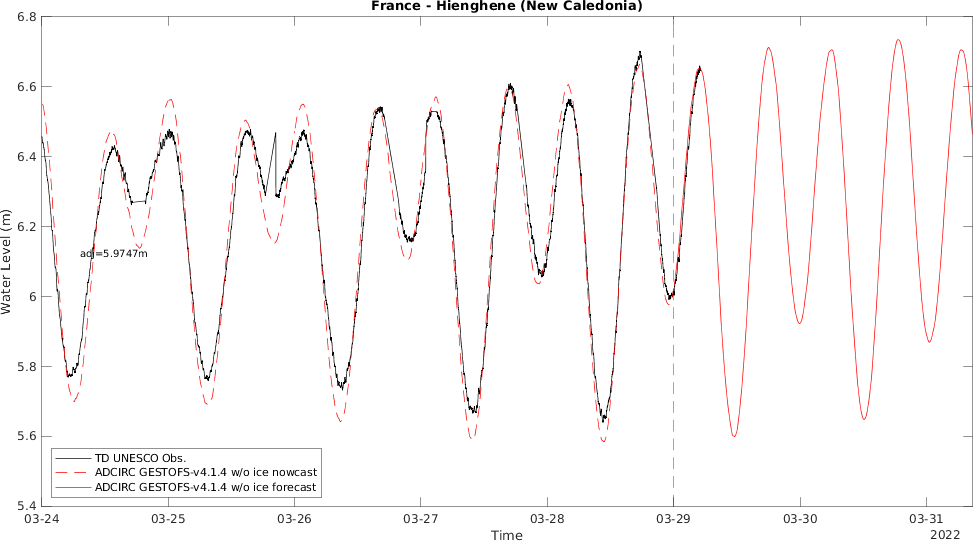 France - Hienghene (New Caledonia)
6.8
6.6
6.4
6.2
6
5.8
5.6
5.4
Water Level (m)
adj=5.9747m
TD UNESCO Obs.
ADCIRC GESTOFS-v4.1.4 w/o ice nowcast
ADCIRC GESTOFS-v4.1.4 w/o ice forecast
03-24 03-25 03-26 03-27 03-28 03-29 03-30 03-31
Time
2022